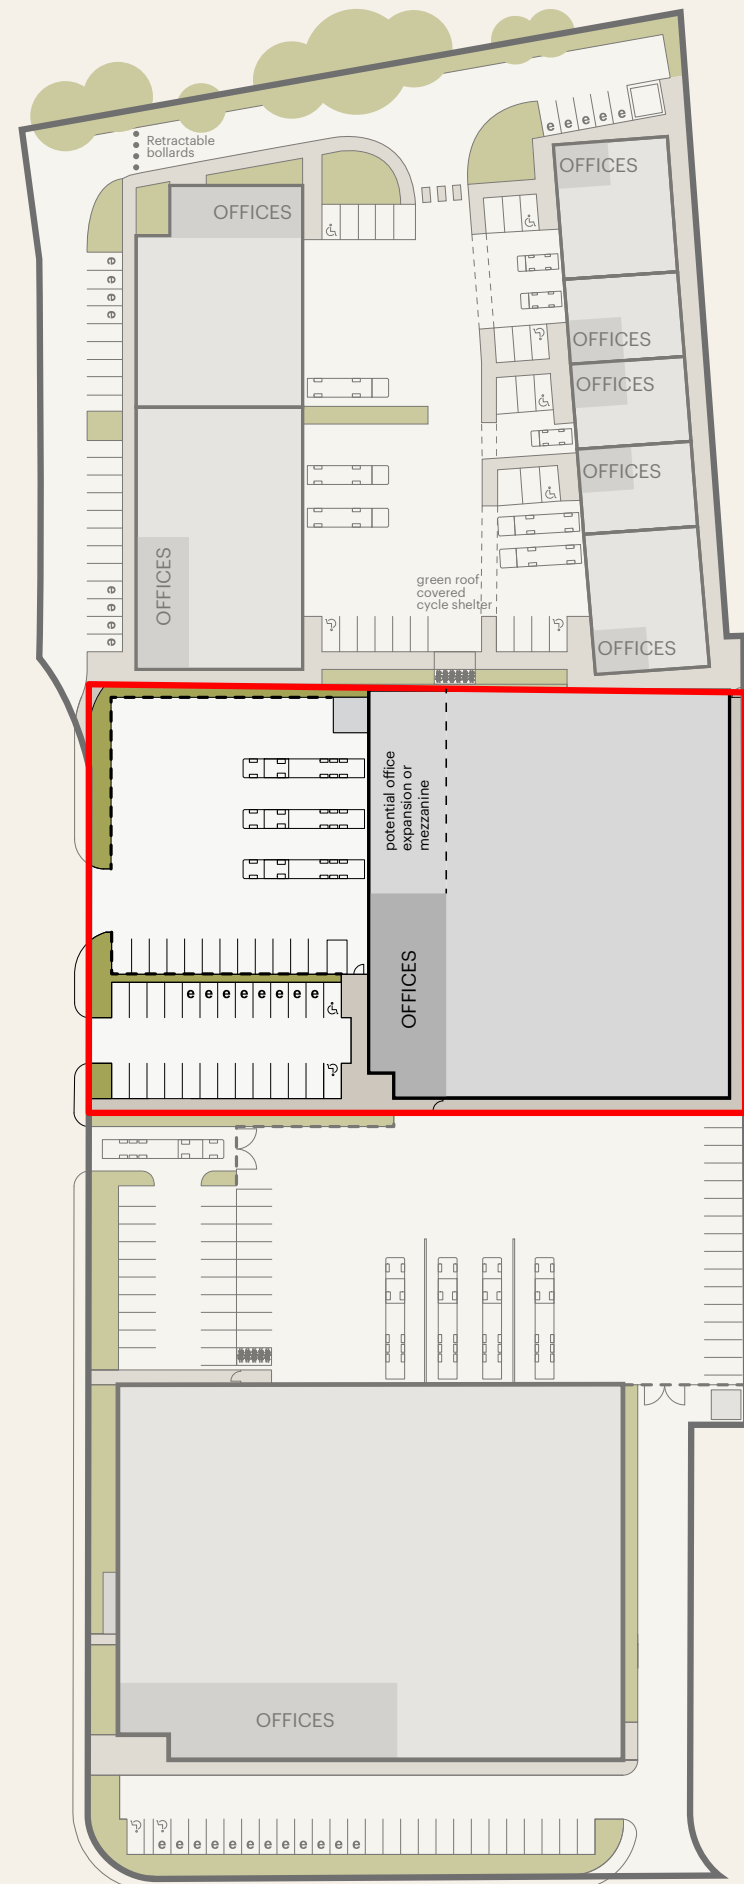 Retractable
bollards
OFFICES
OFFICES
e
e
e
e
e
e
e
e
e
OFFICES
OFFICES
OFFICES
OFFICES
OFFICES
e
e
e
e
green roof
covered
cycle shelter
OFFICES
potential office
expansion or
mezzanine
OFFICES
e e e e e e e e
OFFICES
e e e e e e e e e e e e